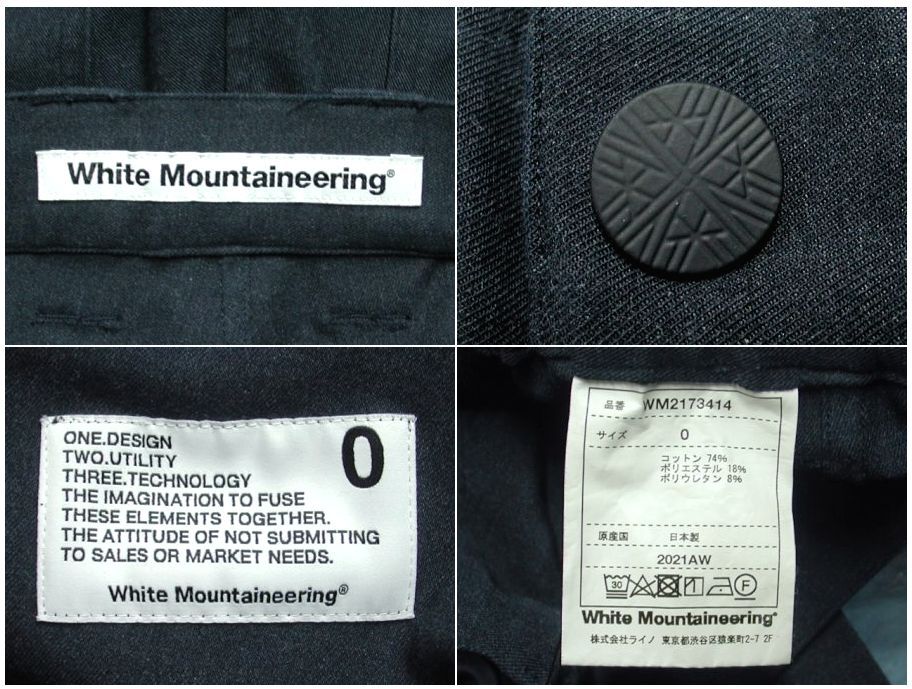 White Mountaineering®
ONE.DESIGN
TWO.UTILITY
THREE.TECHNOLOGY
THE IMAGINATION TO FUSE
THESE ELEMENTS TOGETHER.
THE ATTITUDE OF NOT SUBMITTING
TO SALES OR MARKET NEEDS.
0
White Mountaineering®
品番 WM2173414
サイズ 0
コットン 74%
ポリエステル 18%
ポリウレタン 8%
原産国 日本製
2021AW
30 F
White Mountaineering®
株式会社ライノ 東京都渋谷区猿楽町2-7 2F